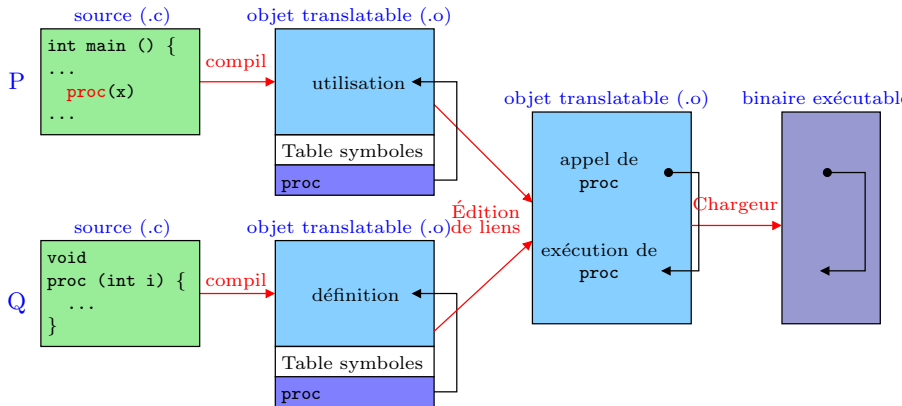 source (.c)
objet translatable (.o)
P
int main () {
...
proc(x)
...
compil
utilisation
Table symboles
proc
source (.c)
objet translatable (.o)
Q
void
proc (int i) {
...
}
compil
définition
Table symboles
proc
Édition
de liens
objet translatable (.o)
appel de
proc
exécution de
proc
Chargeur
binaire exécutable